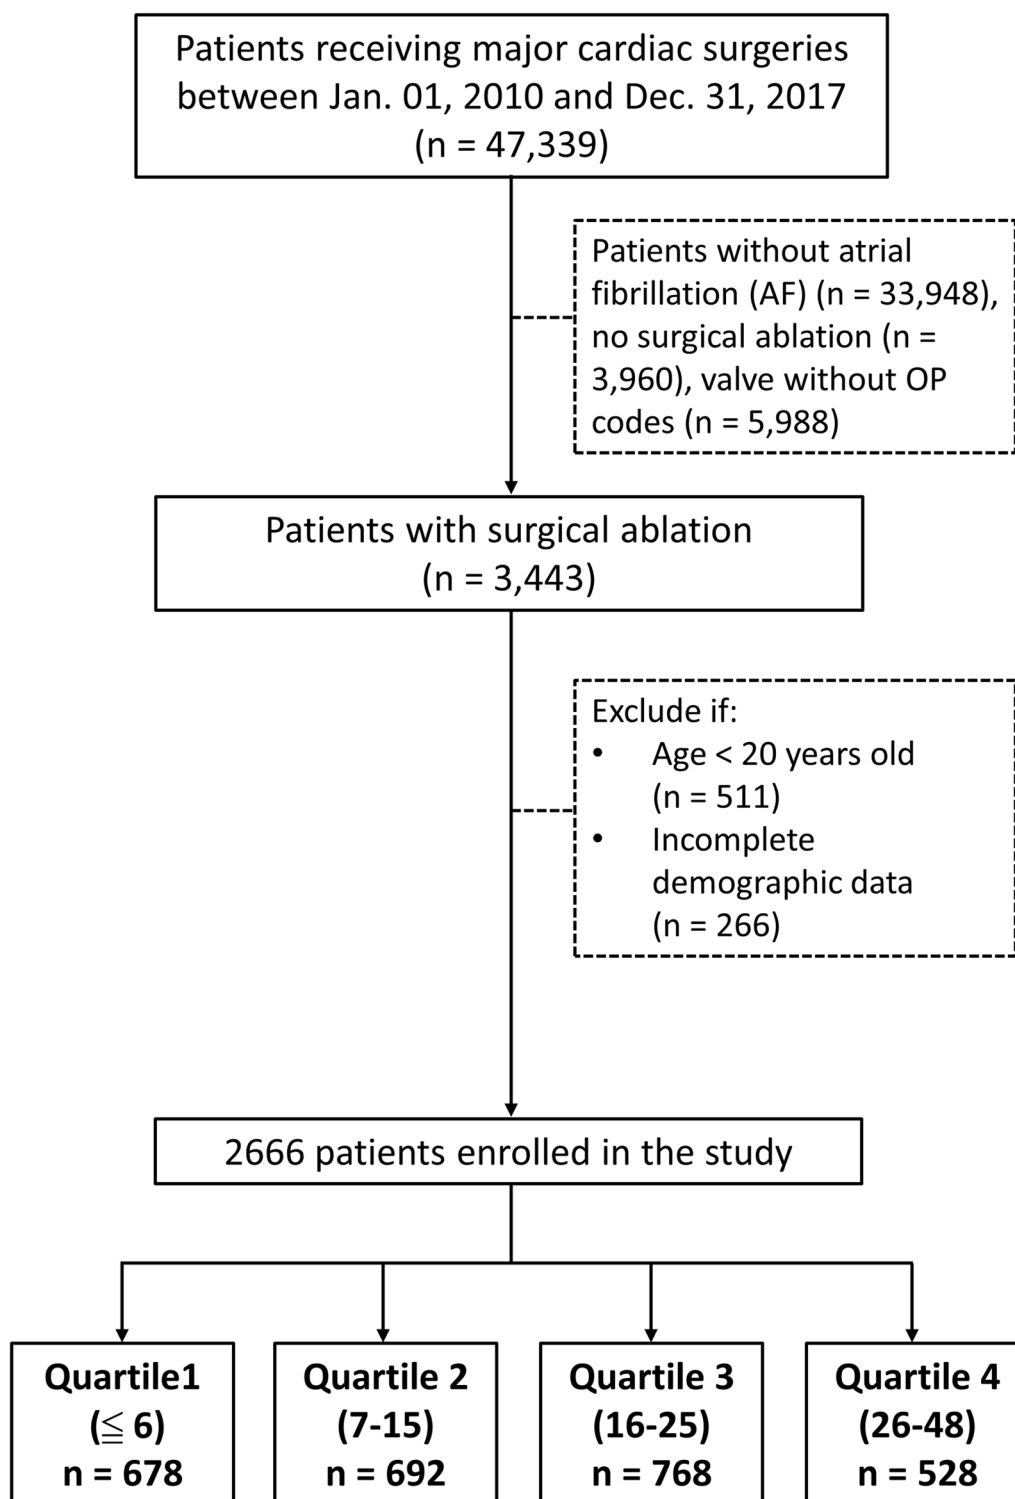 Patients receiving major cardiac surgeries
between Jan. 01, 2010 and Dec. 31, 2017
(n = 47,339)
Patients without atrial
fibrillation (AF) (n = 33,948),
no surgical ablation (n =
3,960), valve without OP
codes (n = 5,988)
Patients with surgical ablation
(n = 3,443)
Exclude if:
• Age < 20 years old
(n = 511)
• Incomplete
demographic data
(n = 266)
2666 patients enrolled in the study
Quartile1
(≦ 6)
n = 678
Quartile 2
(7-15)
n = 692
Quartile 3
(16-25)
n = 768
Quartile 4
(26-48)
n = 528